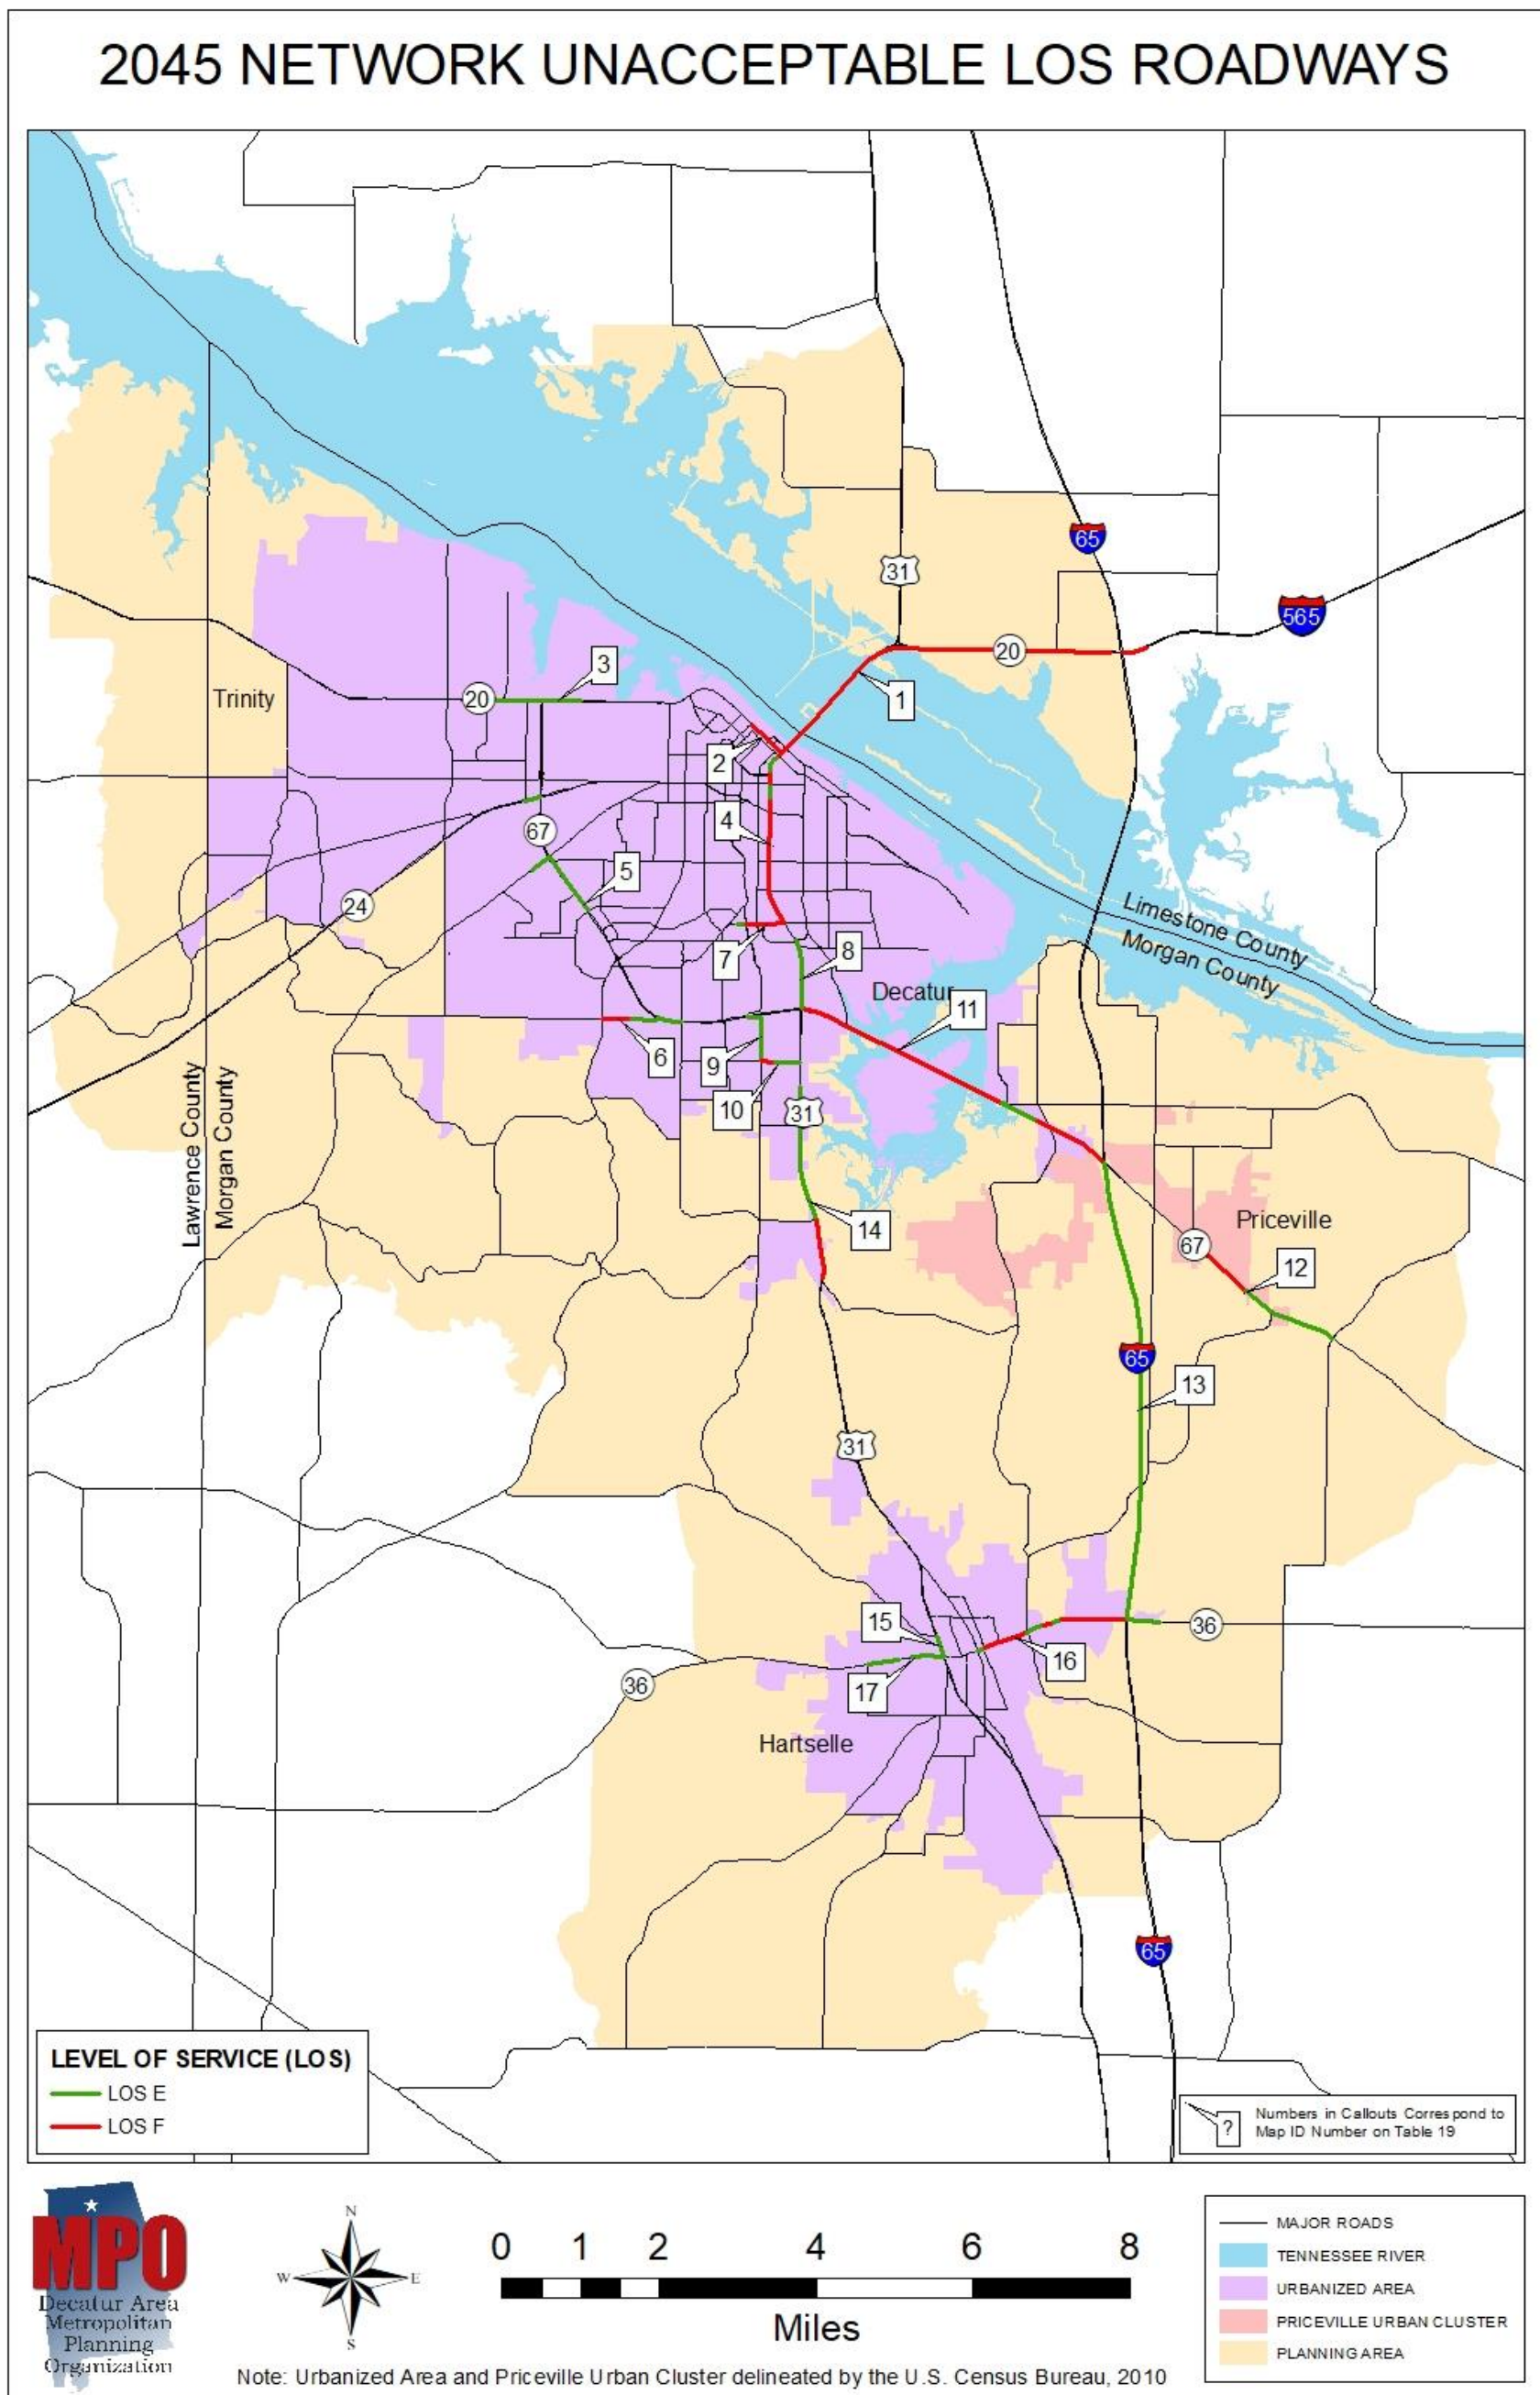 2045 NETWORK UNACCEPTABLE LOS ROADWAYS
65
31
565
20
3
1
Trinity
20
2
4
67
5
24
Limestone County
Morgan County
7
8
Decatur
11
6
9
10
31
Lawrence County
Morgan County
14
Priceville
67
12
65
13
31
15
36
16
36
17
Hartselle
65
LEVEL OF SERVICE (LOS)
LOS E
LOS F
?
Numbers in Callouts Correspond to
Map ID Number on Table 19
MPO
Decatur Area
Metropolitan
Planning
Organization
N
W
E
S
0 1 2 4 6 8
Miles
MAJOR ROADS
TENNESSEE RIVER
URBANIZED AREA
PRICEVILLE URBAN CLUSTER
PLANNING AREA
Note: Urbanized Area and Priceville Urban Cluster delineated by the U.S. Census Bureau, 2010